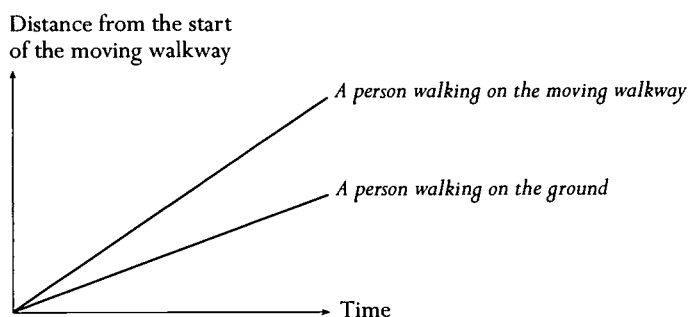 Distance from the start
of the moving walkway
A person walking on the moving walkway
A person walking on the ground
Time